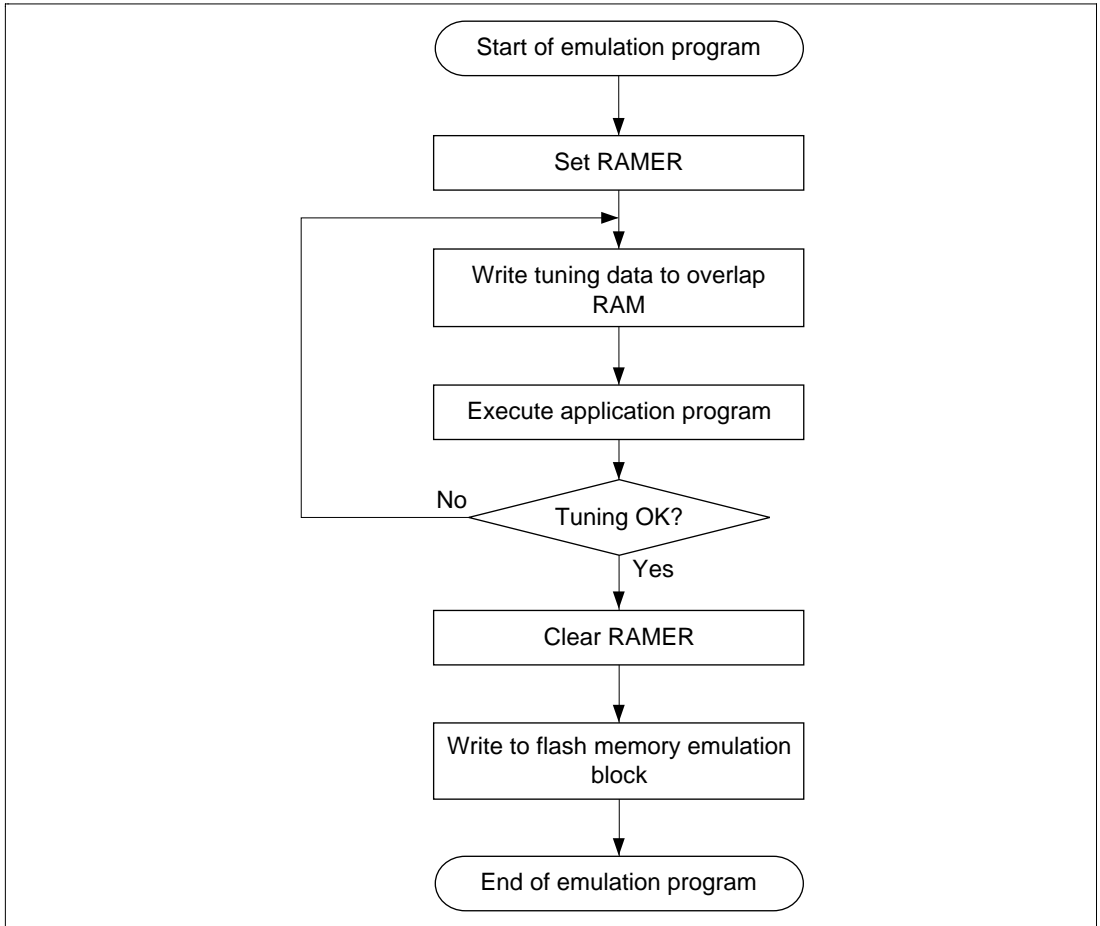 Start of emulation program
Set RAMER
Write tuning data to overlap
RAM
Execute application program
No
Tuning OK?
Yes
Clear RAMER
Write to flash memory emulation
block
End of emulation program